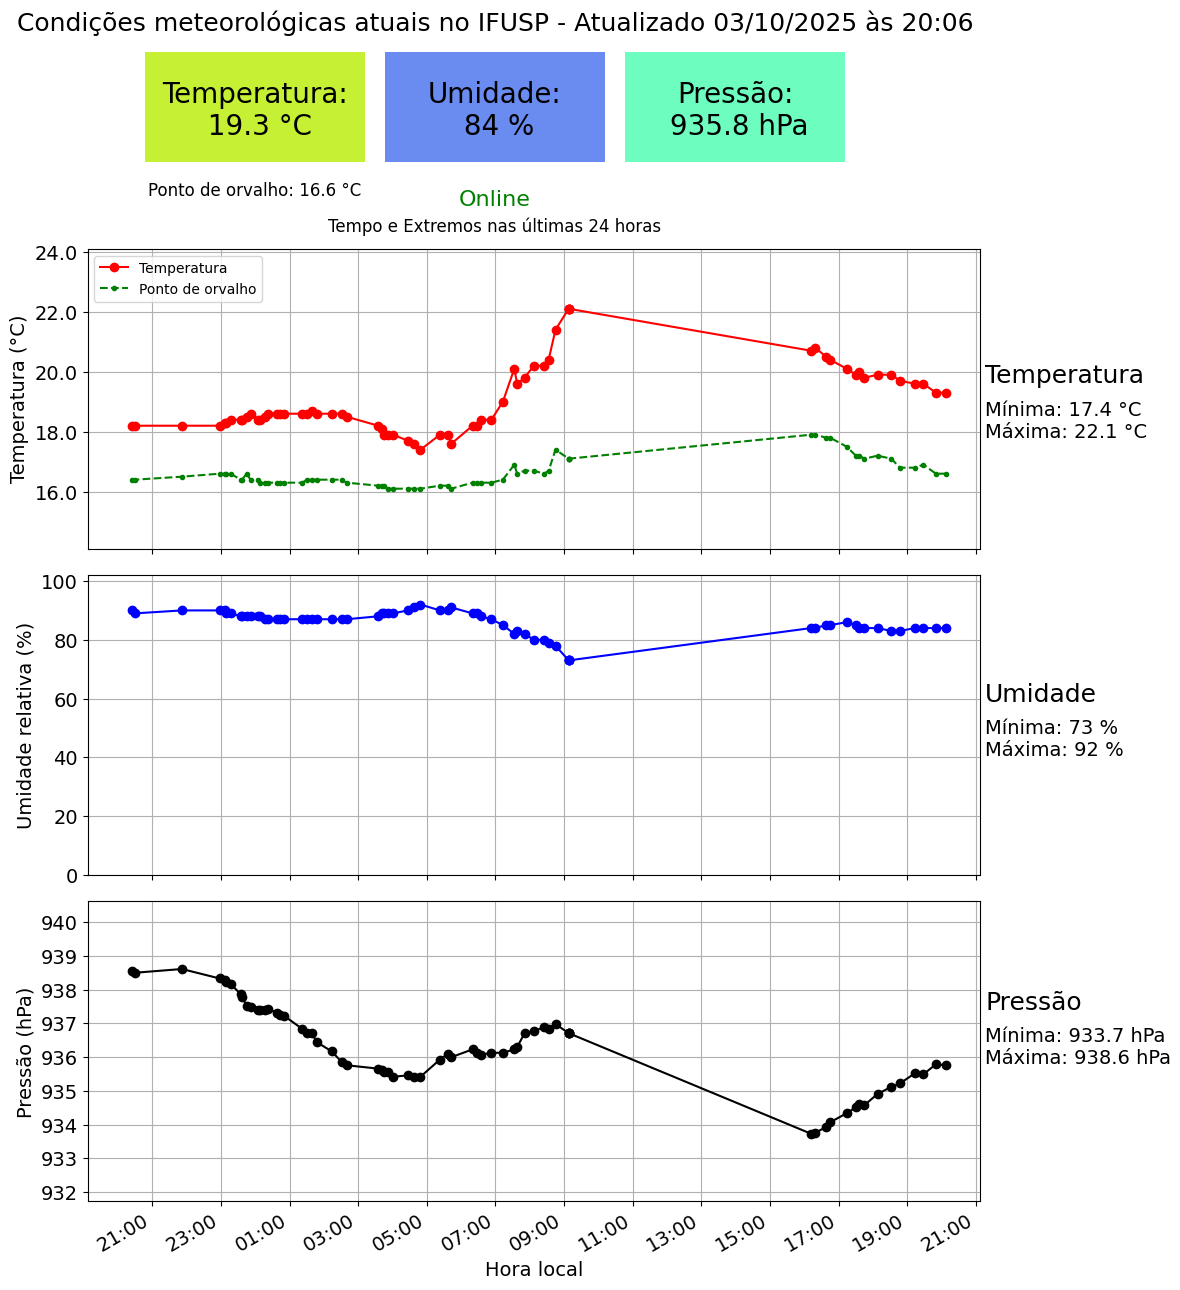 Condições meteorológicas atuais no IFUSP - Atualizado 03/10/2025 às 20:06
Temperatura:
19.3 °C
Umidade:
84 %
Pressão:
935.8 hPa
Ponto de orvalho: 16.6 °C
Online
Tempo e Extremos nas últimas 24 horas
Temperatura (°C)
24.0
22.0
20.0
18.0
16.0
Temperatura
Ponto de orvalho
Temperatura
Mínima: 17.4 °C
Máxima: 22.1 °C
Umidade relativa (%)
100
80
60
40
20
0
Umidade
Mínima: 73 %
Máxima: 92 %
Pressão (hPa)
940
939
938
937
936
935
934
933
932
Pressão
Mínima: 933.7 hPa
Máxima: 938.6 hPa
21:00
23:00
01:00
03:00
05:00
07:00
09:00
11:00
13:00
15:00
17:00
19:00
21:00
Hora local